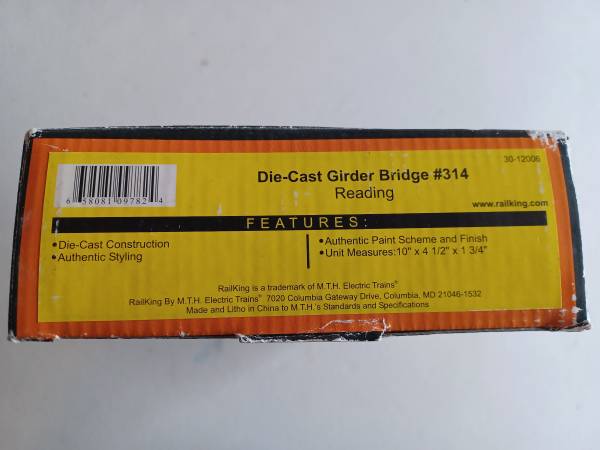 30-12006
Die-Cast Girder Bridge #314
Reading
www.railking.com
6 58081 09782 4
FEATURES:
•Die-Cast Construction
•Authentic Styling
•Authentic Paint Scheme and Finish
•Unit Measures:10" x 4 1/2" x 1 3/4"
RailKing is a trademark of M.T.H. Electric Trains®
RailKing By M.T.H. Electric Trains® 7020 Columbia Gateway Drive, Columbia, MD 21046-1532
Made and Litho in China to M.T.H.'s Standards and Specifications